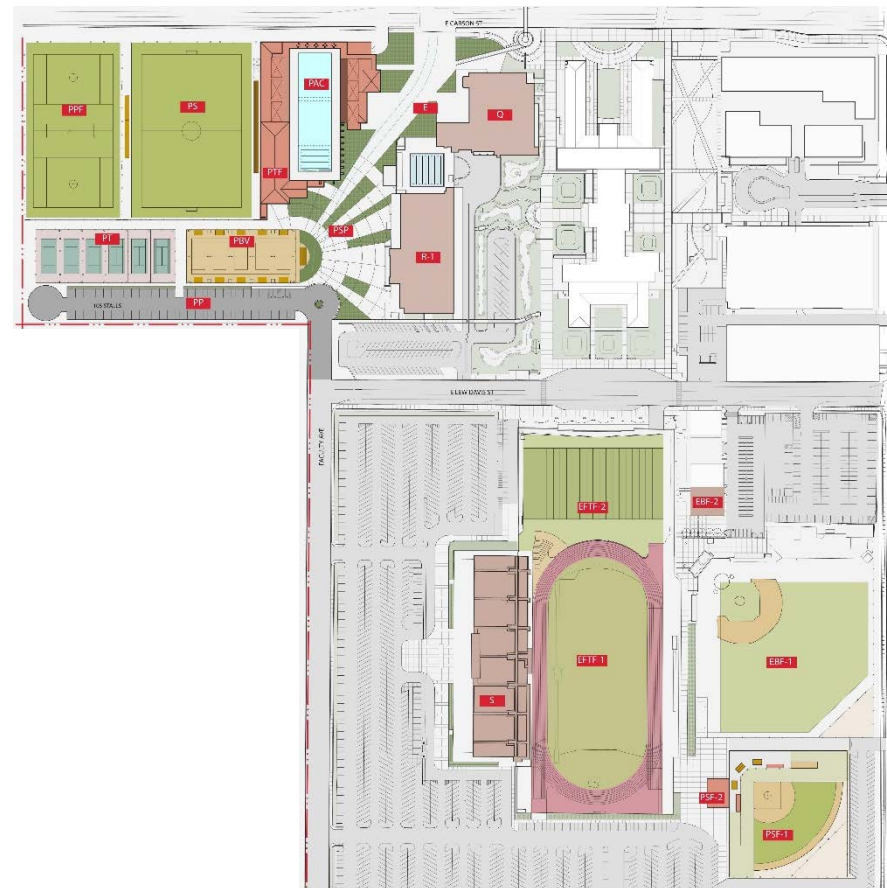 E CARSON ST
PAC
PPF
PS
E
Q
PTF
PSP
PT
PBV
R-1
105 STALLS
PP
E LEW DAVIS ST
FACULTY AVE
EBF-2
EFTF-2
EFTF-1
EBF-1
S
PSF-2
PSF-1